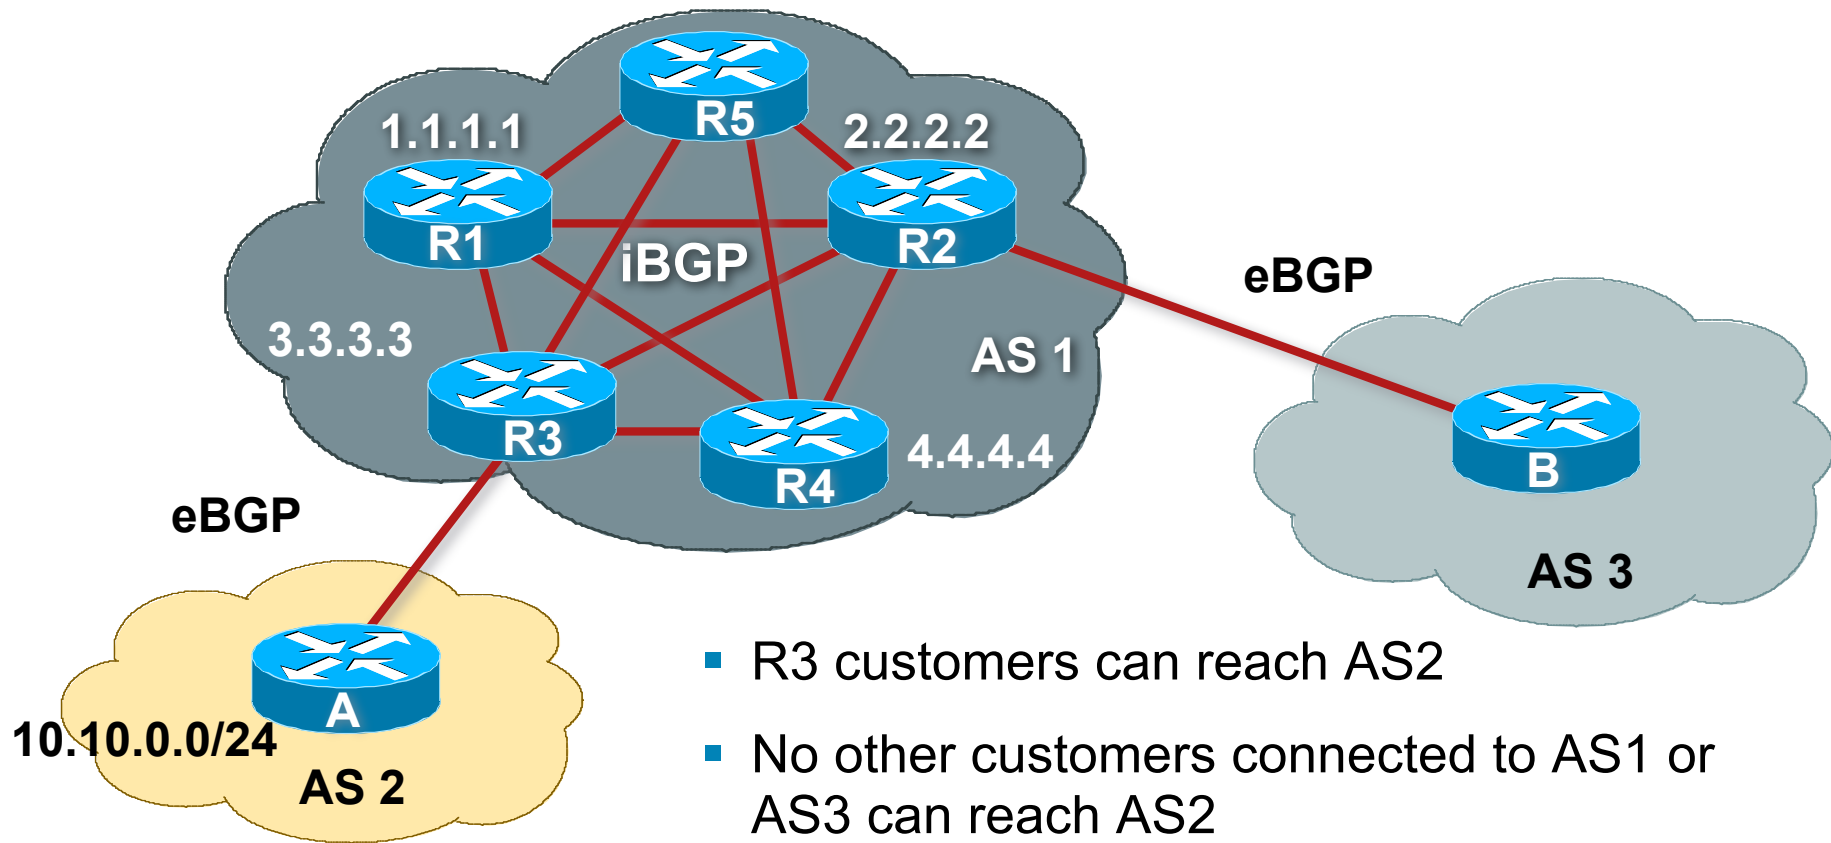 R5
1.1.1.1
2.2.2.2
R1
iBGP
R2
eBGP
3.3.3.3
AS 1
R3
4.4.4.4
R4
B
eBGP
AS 3
A
10.10.0.0/24
AS 2
▪ R3 customers can reach AS2
▪ No other customers connected to AS1 or
AS3 can reach AS2